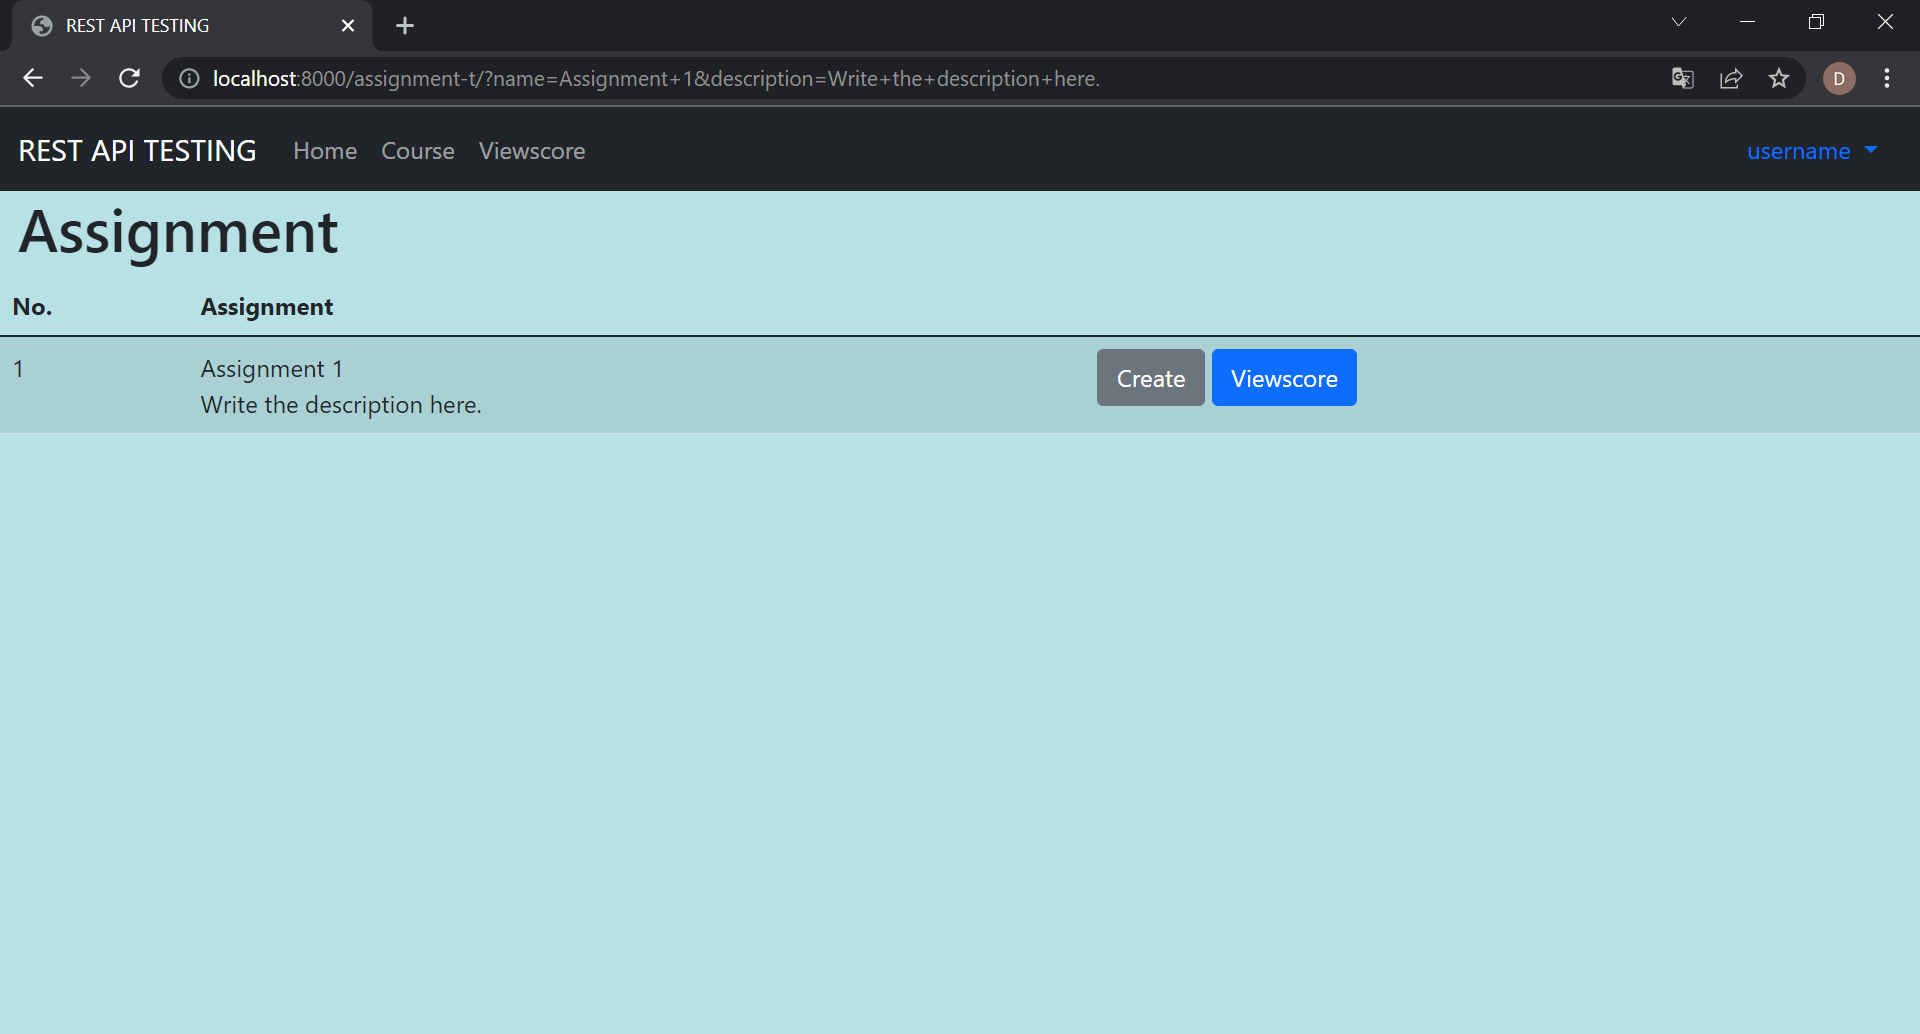 REST API TESTING
localhost:8000/assignment-t/?name=Assignment+1&description=Write+the+description+here.
D
REST API TESTING Home Course Viewscore username
Assignment
No. Assignment
1 Assignment 1 Create Viewscore
Write the description here.